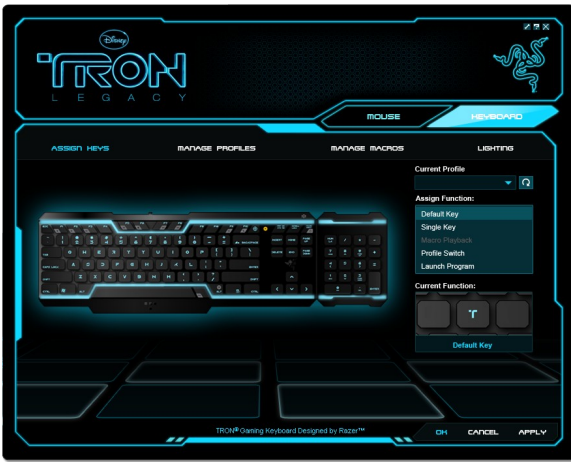 Disney
TRON
LEGACY
MOUSE
KEYBOARD
ASSIGN KEYS
MANAGE PROFILES
MANAGE MACROS
LIGHTING
Current Profile
Assign Function:
Default Key
Single Key
Macro Playback
Profile Switch
Launch Program
Current Function:
Default Key
TRON® Gaming Keyboard Designed by Razer™
OK
CANCEL
APPLY